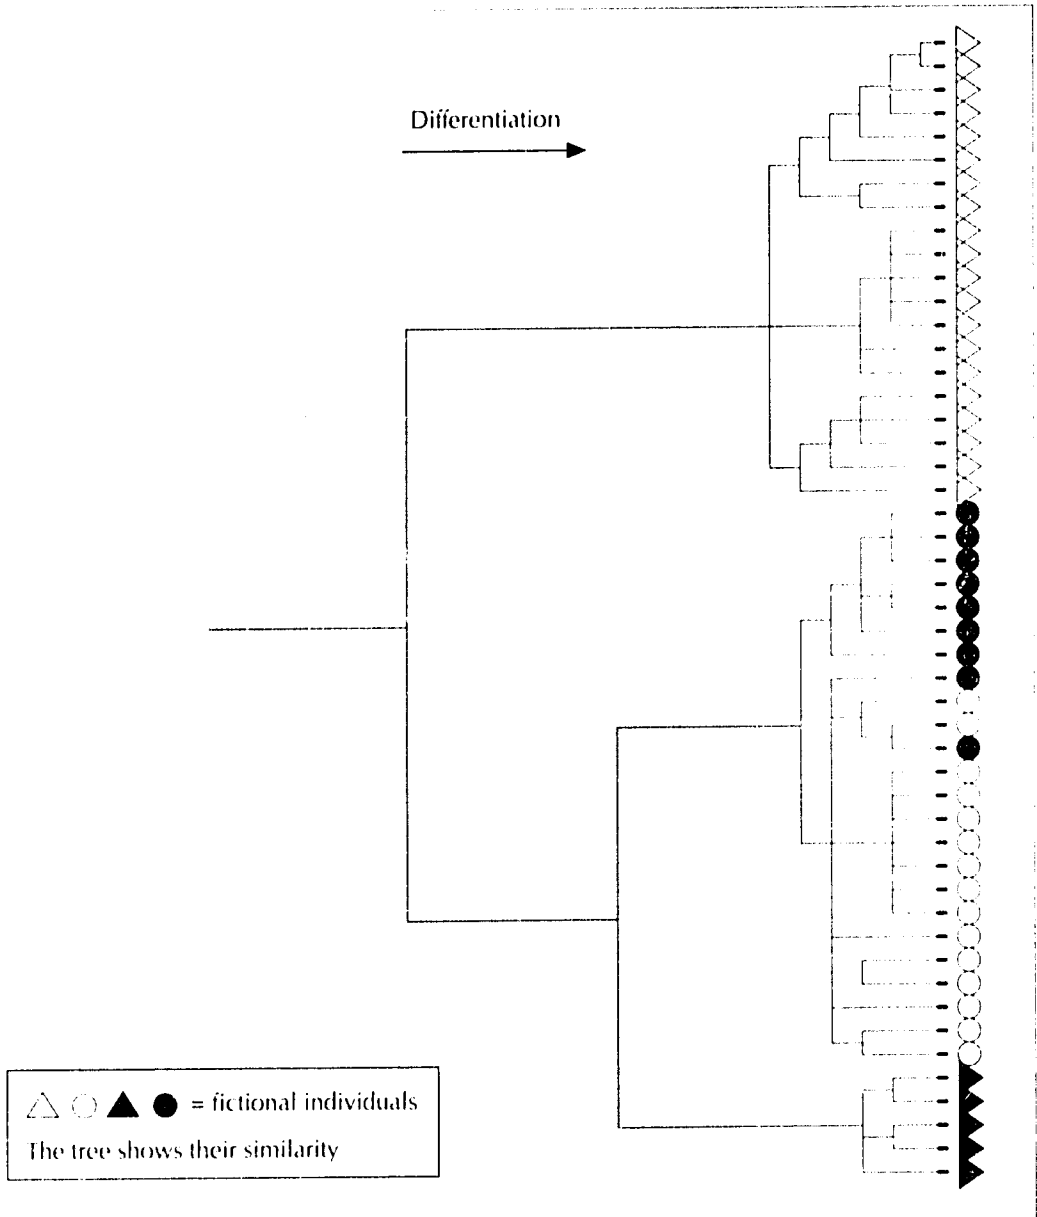 Differentiation
= fictional individuals
The tree shows their similarity